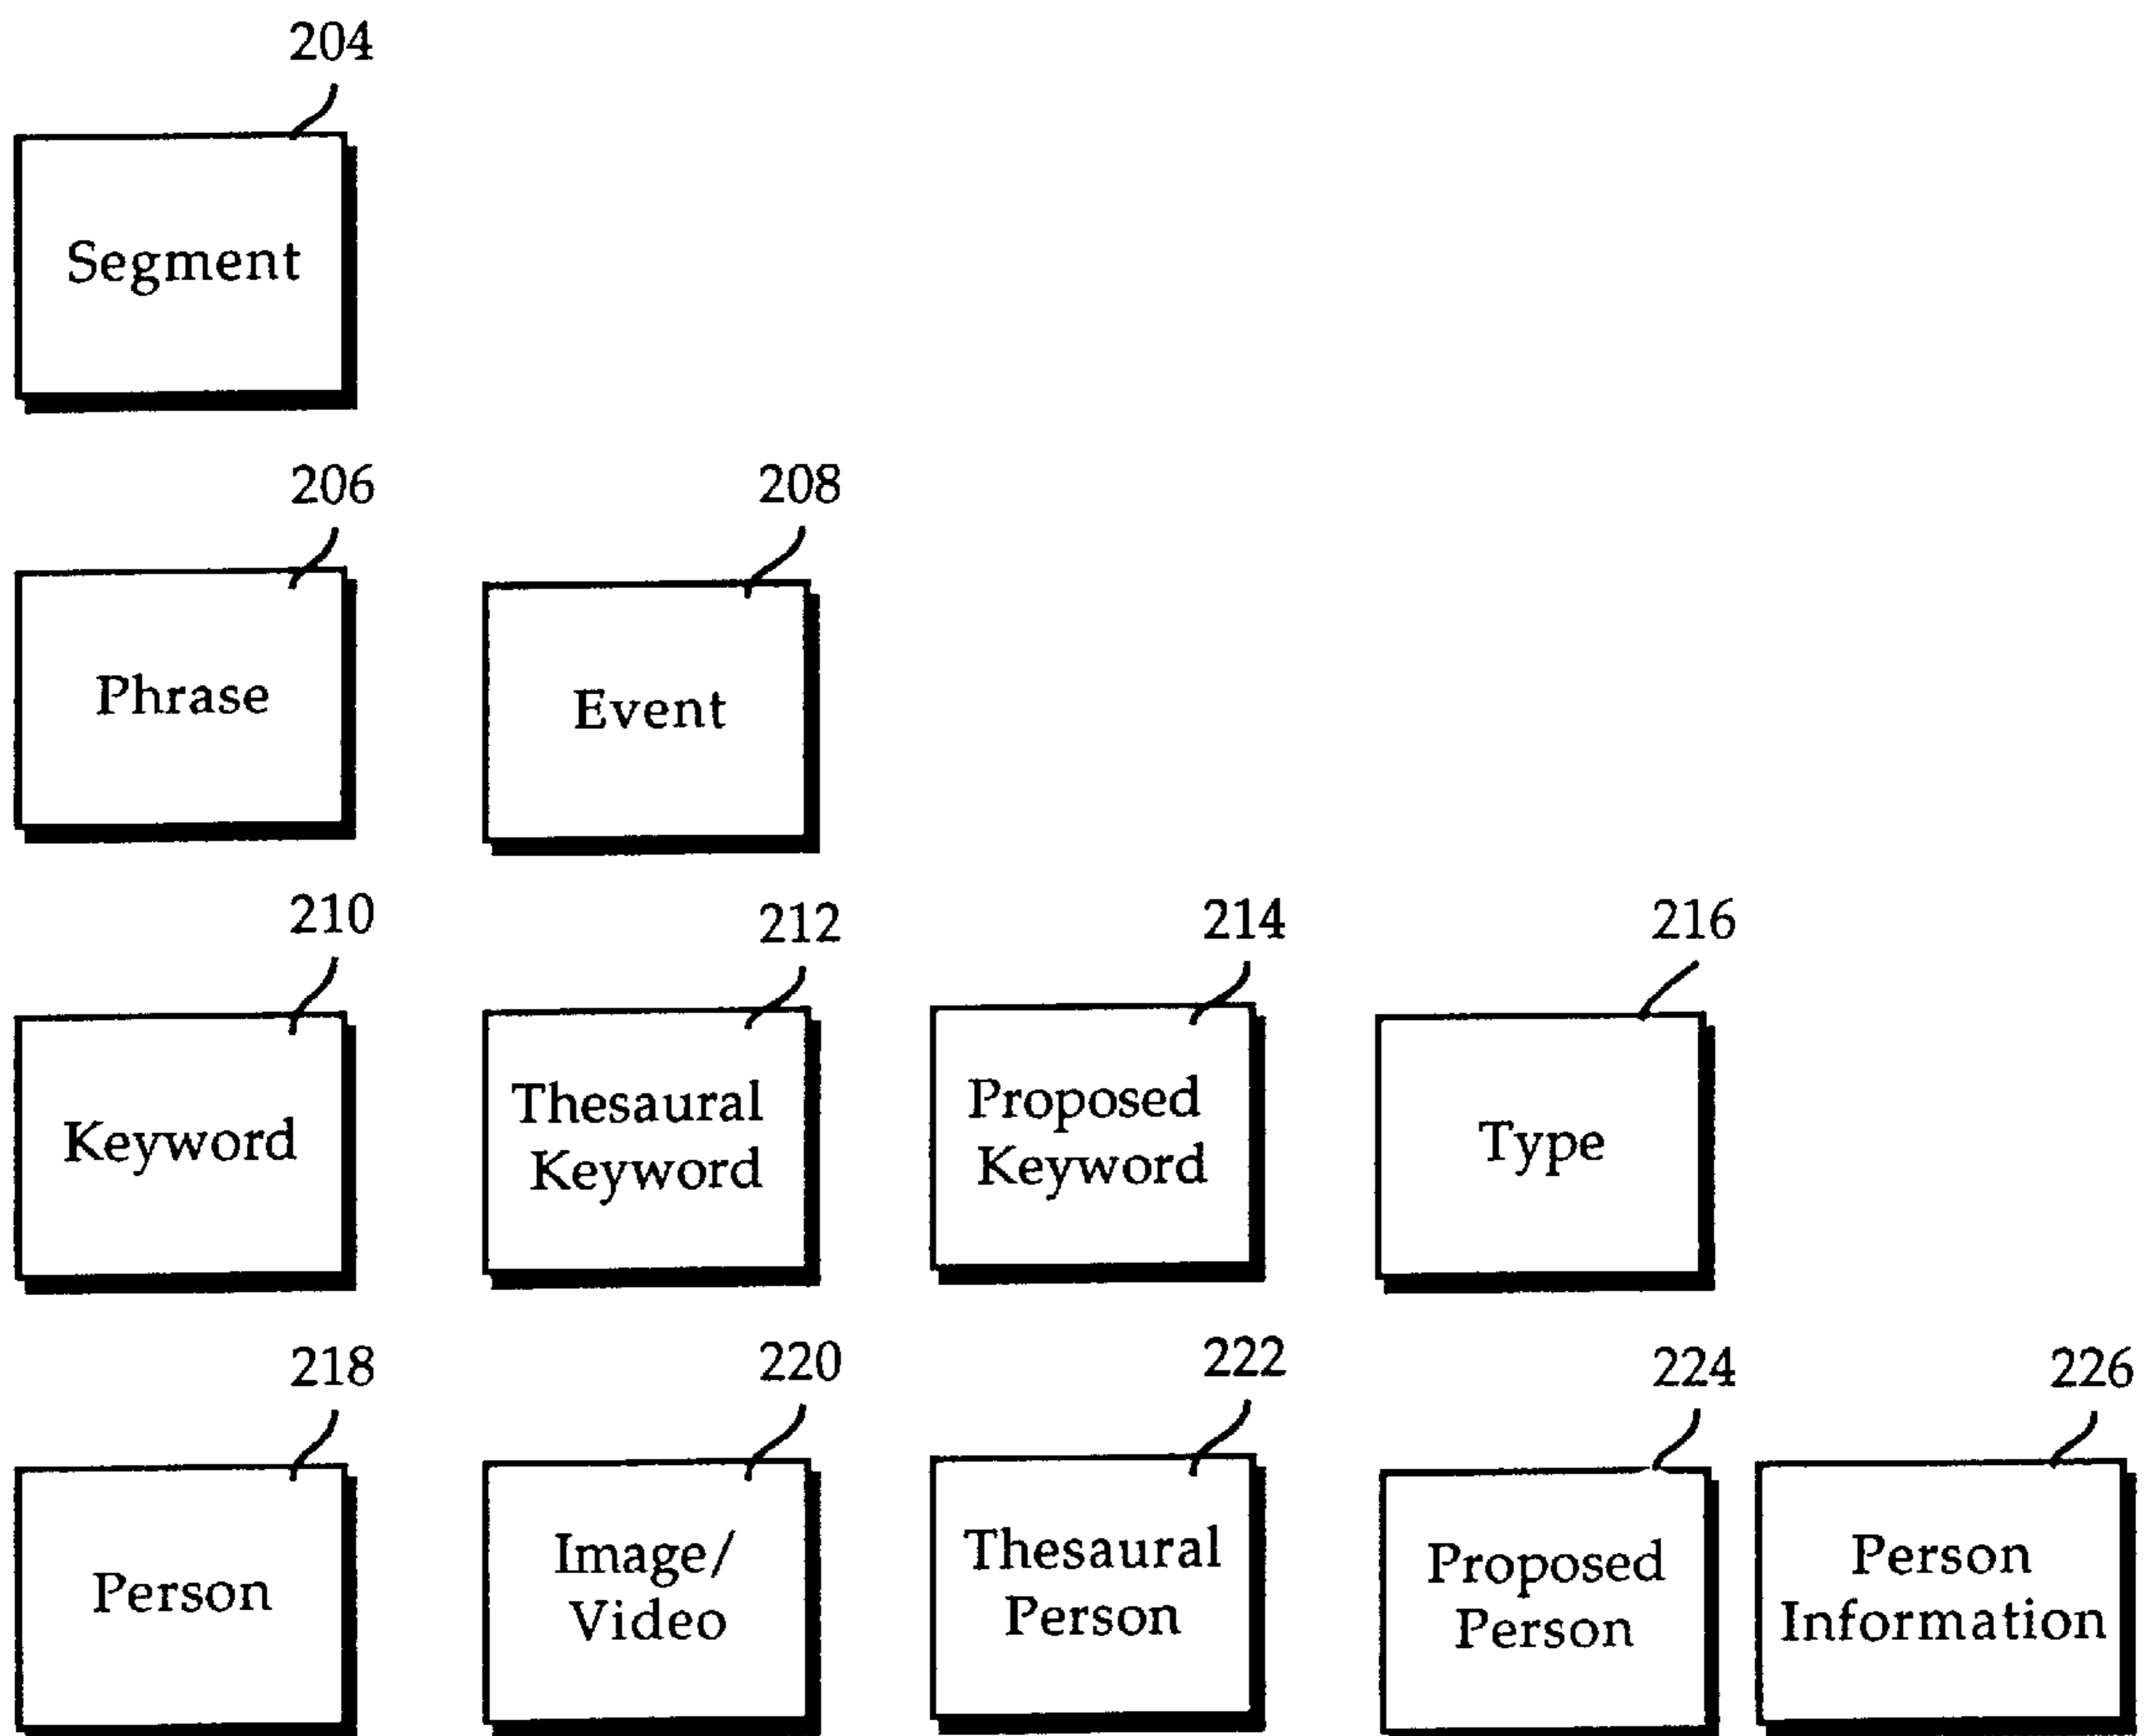 204
Segment
206
208
Phrase
Event
210
212
214
216
Keyword
Thesaural
Keyword
Proposed
Keyword
Type
218
220
222
224
226
Person
Image/
Video
Thesaural
Person
Proposed
Person
Person
Information